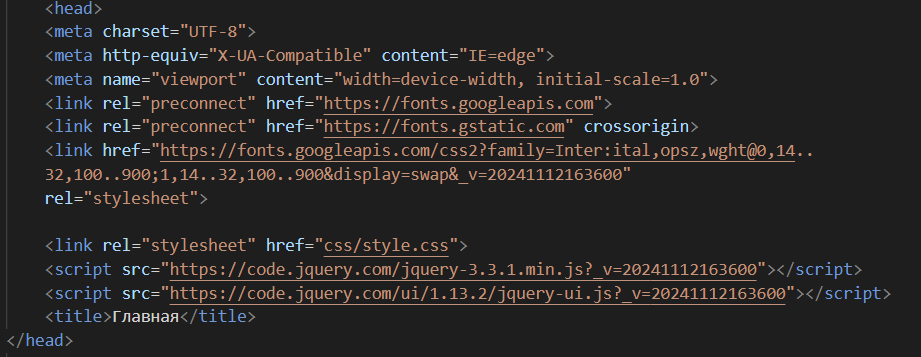 <head>
<meta charset="UTF-8">
<meta http-equiv="X-UA-Compatible" content="IE=edge">
<meta name="viewport" content="width=device-width, initial-scale=1.0">
<link rel="preconnect" href="https://fonts.googleapis.com">
<link rel="preconnect" href="https://fonts.gstatic.com" crossorigin>
<link href="https://fonts.googleapis.com/css2?family=Inter:ital,opsz,wght@0,14..
32,100..900;1,14..32,100..900&display=swap&_v=20241112163600"
rel="stylesheet">
<link rel="stylesheet" href="css/style.css">
<script src="https://code.jquery.com/jquery-3.3.1.min.js?_v=20241112163600"></script>
<script src="https://code.jquery.com/ui/1.13.2/jquery-ui.js?_v=20241112163600"></script>
<title>Главная</title>
</head>